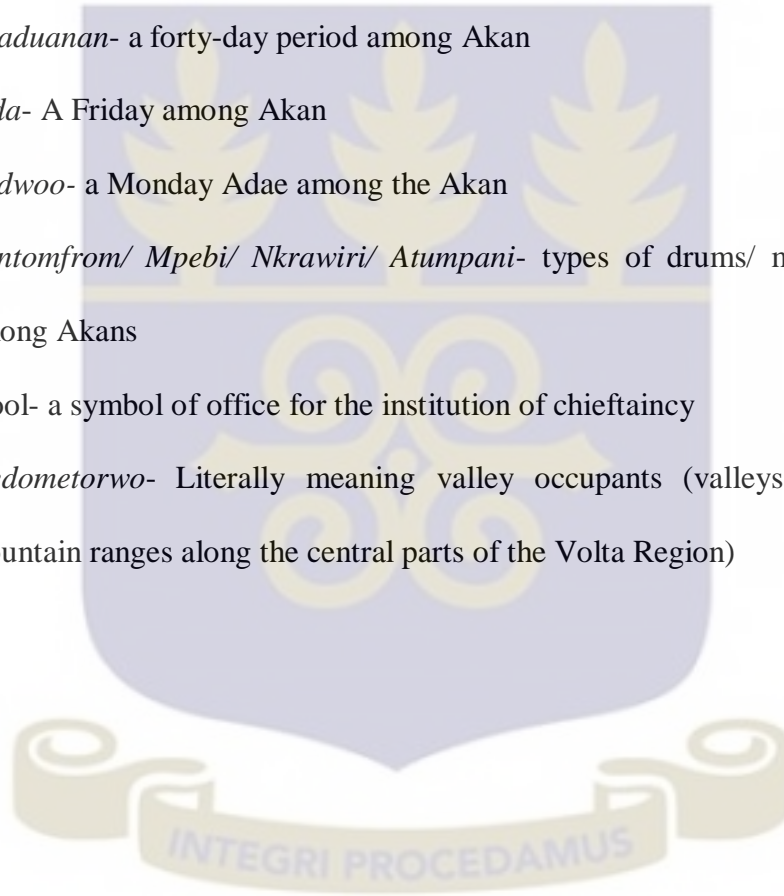 aduanan- a forty-day period among Akan
da- A Friday among Akan
dwoo- a Monday Adae among the Akan
ntomfrom/ Mpebi/ Nkrawiri/ Atumpani- types of drums/ m
ong Akans
ool- a symbol of office for the institution of chieftaincy
dometorwo- Literally meaning valley occupants (valleys
untain ranges along the central parts of the Volta Region)
INTEGRI PROCEDAMUS